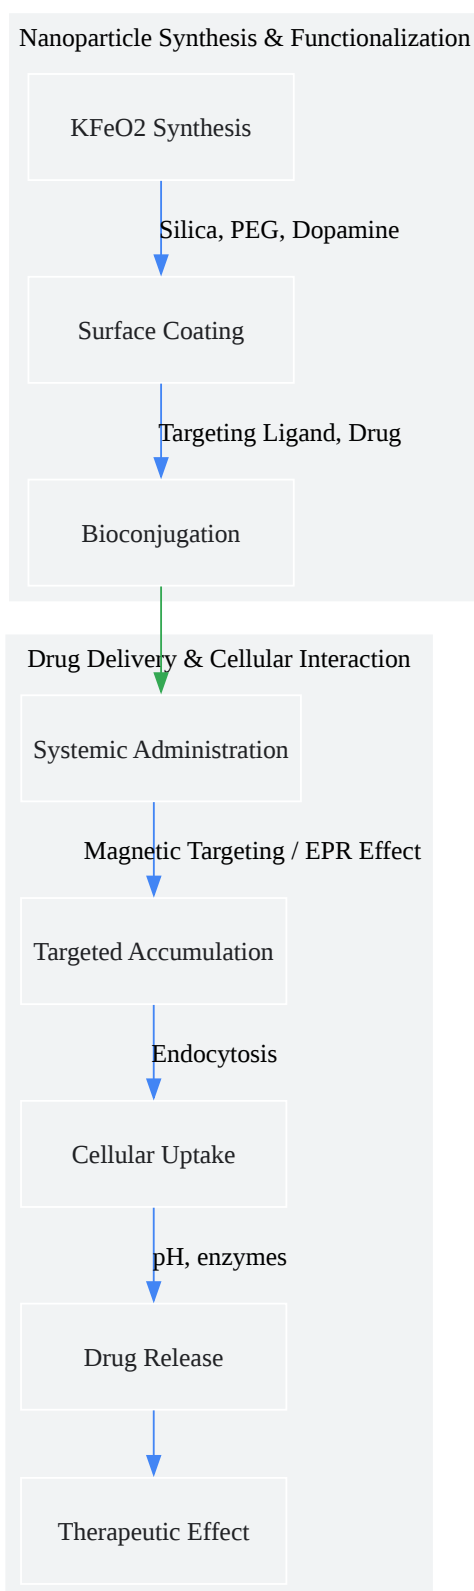 Nanoparticle Synthesis & Functionalization
KFeO2 Synthesis
Silica, PEG, Dopamine
Surface Coating
Targeting Ligand, Drug
Bioconjugation
Drug Delivery & Cellular Interaction
Systemic Administration
Magnetic Targeting / EPR Effect
Targeted Accumulation
Endocytosis
Cellular Uptake
pH, enzymes
Drug Release
Therapeutic Effect